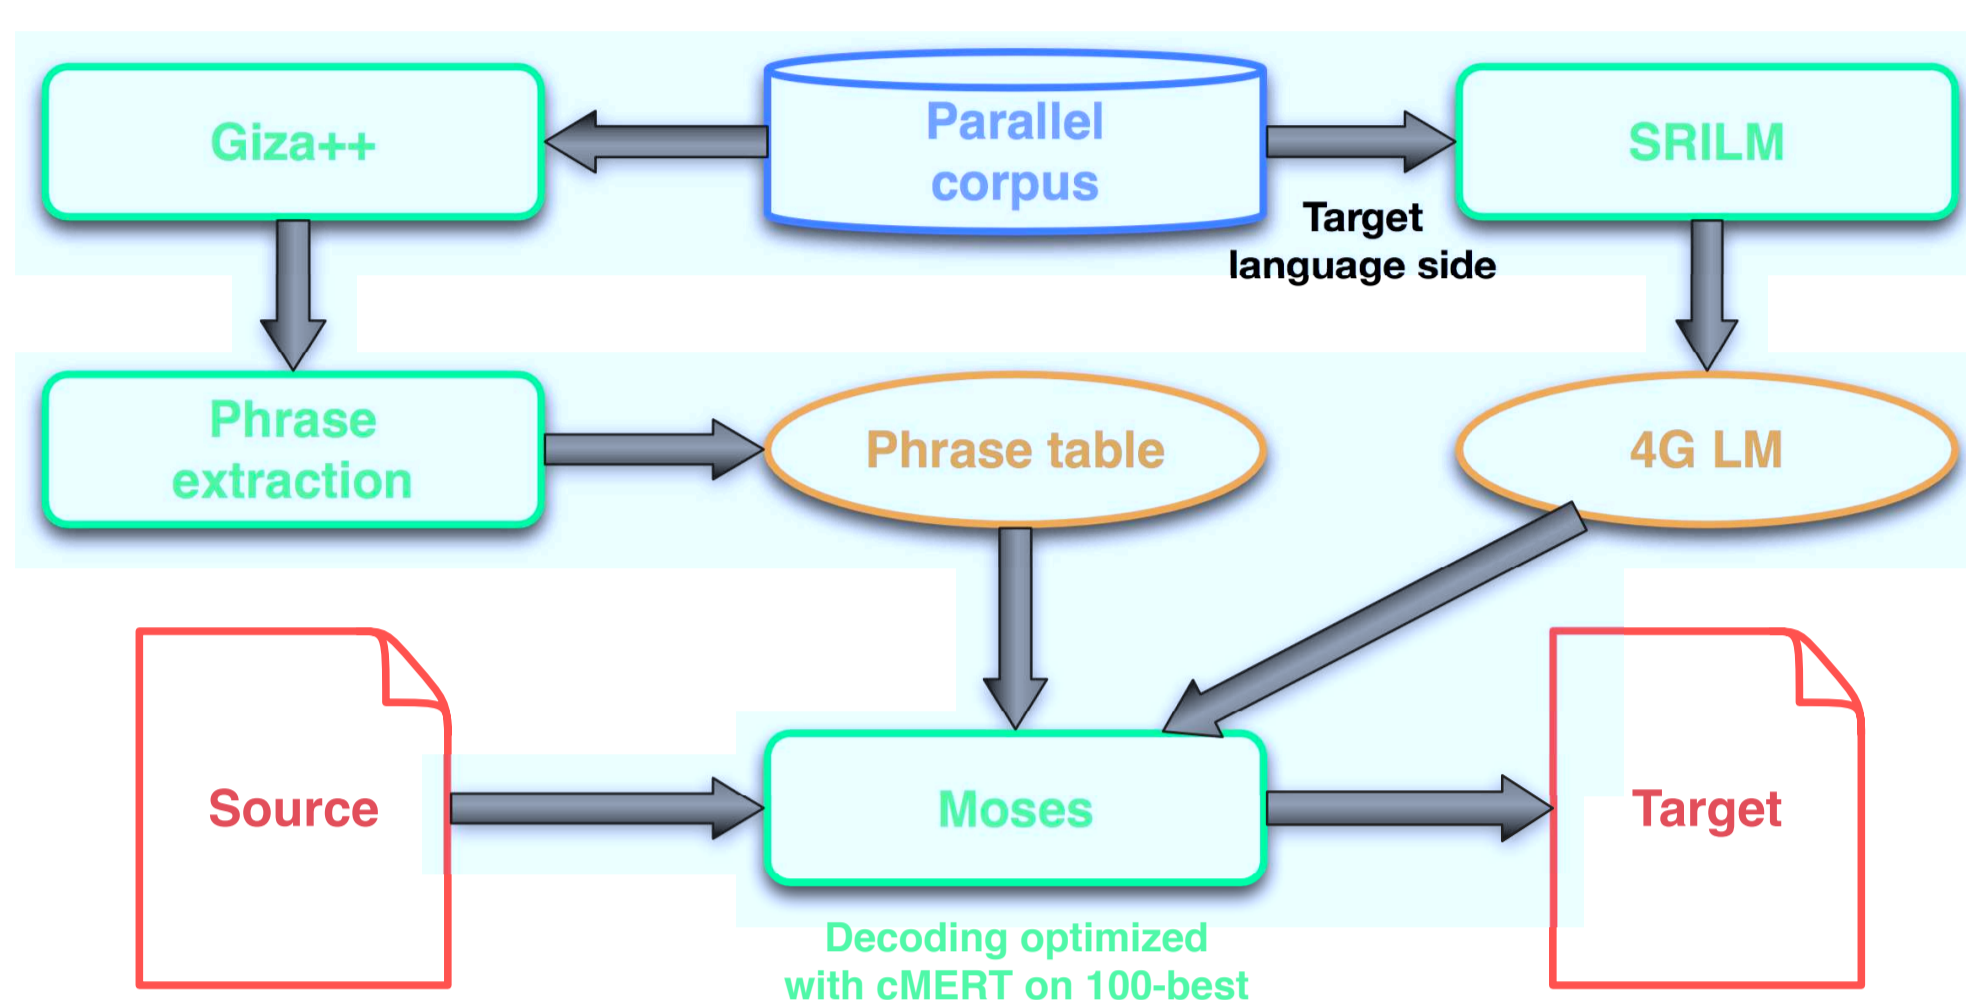 Giza++
Parallel
corpus
SRILM
Target
language side
Phrase
extraction
Phrase table
4G LM
Source
Moses
Target
Decoding optimized
with cMERT on 100-best